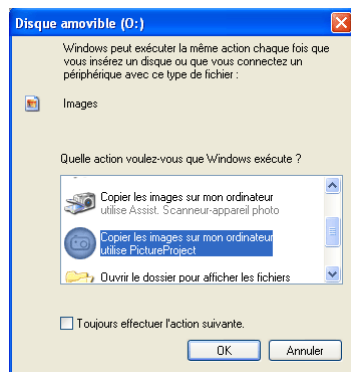 Disque amovible (O:)
Windows peut exécuter la même action chaque fois que
vous insérez un disque ou que vous connectez un
périphérique avec ce type de fichier :
Images
Quelle action voulez-vous que Windows exécute ?
Copier les images sur mon ordinateur
utilise Assist. Scanneur-appareil photo
Copier les images sur mon ordinateur
utilise PictureProject
Ouvrir le dossier pour afficher les fichiers
Toujours effectuer l'action suivante.
OK
Annuler